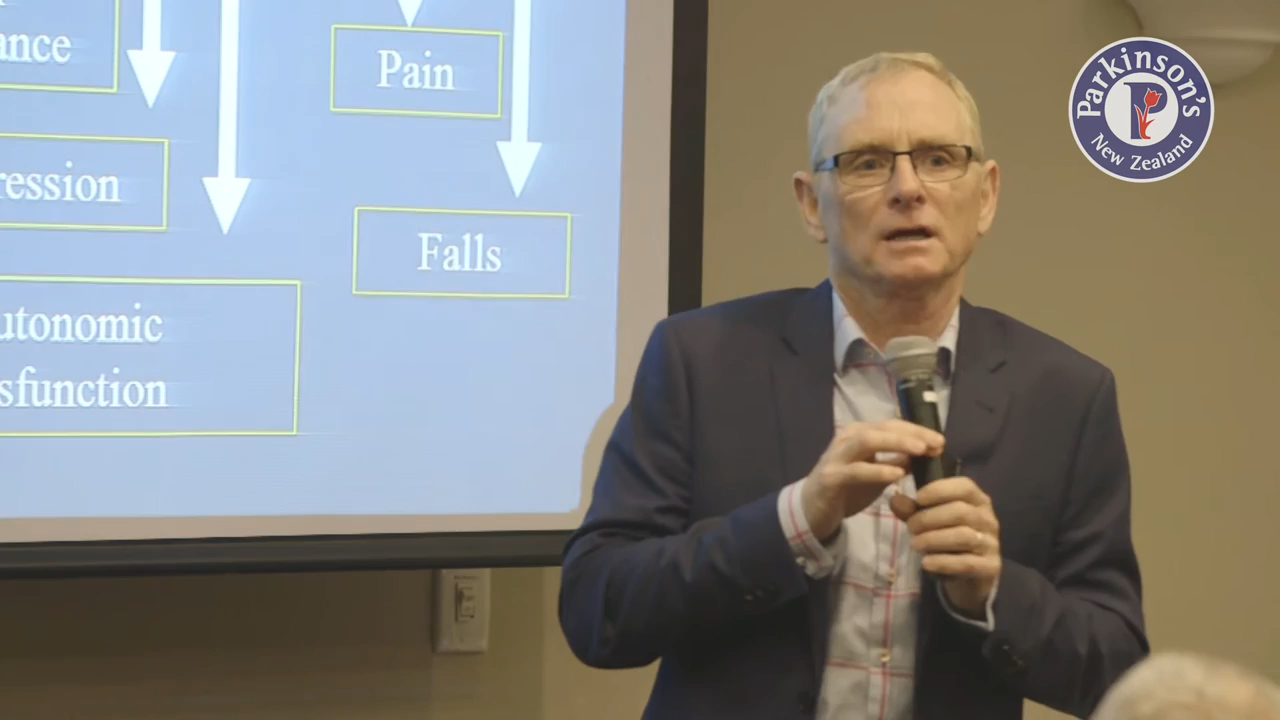 ance
Pain
ression
Falls
utonomic
sfunction
Parkinson's
P
New Zealand